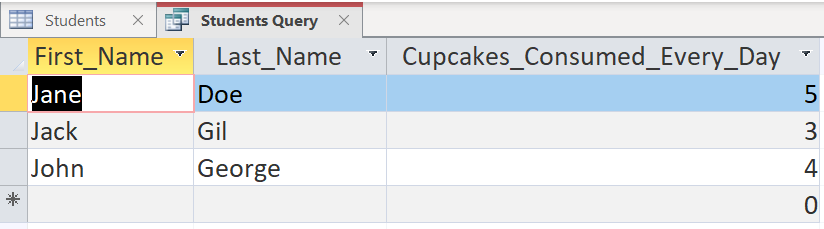 Students Students Query
First_Name Last_Name Cupcakes_Consumed_Every_Day
Jane Doe 5
Jack Gil 3
John George 4
0